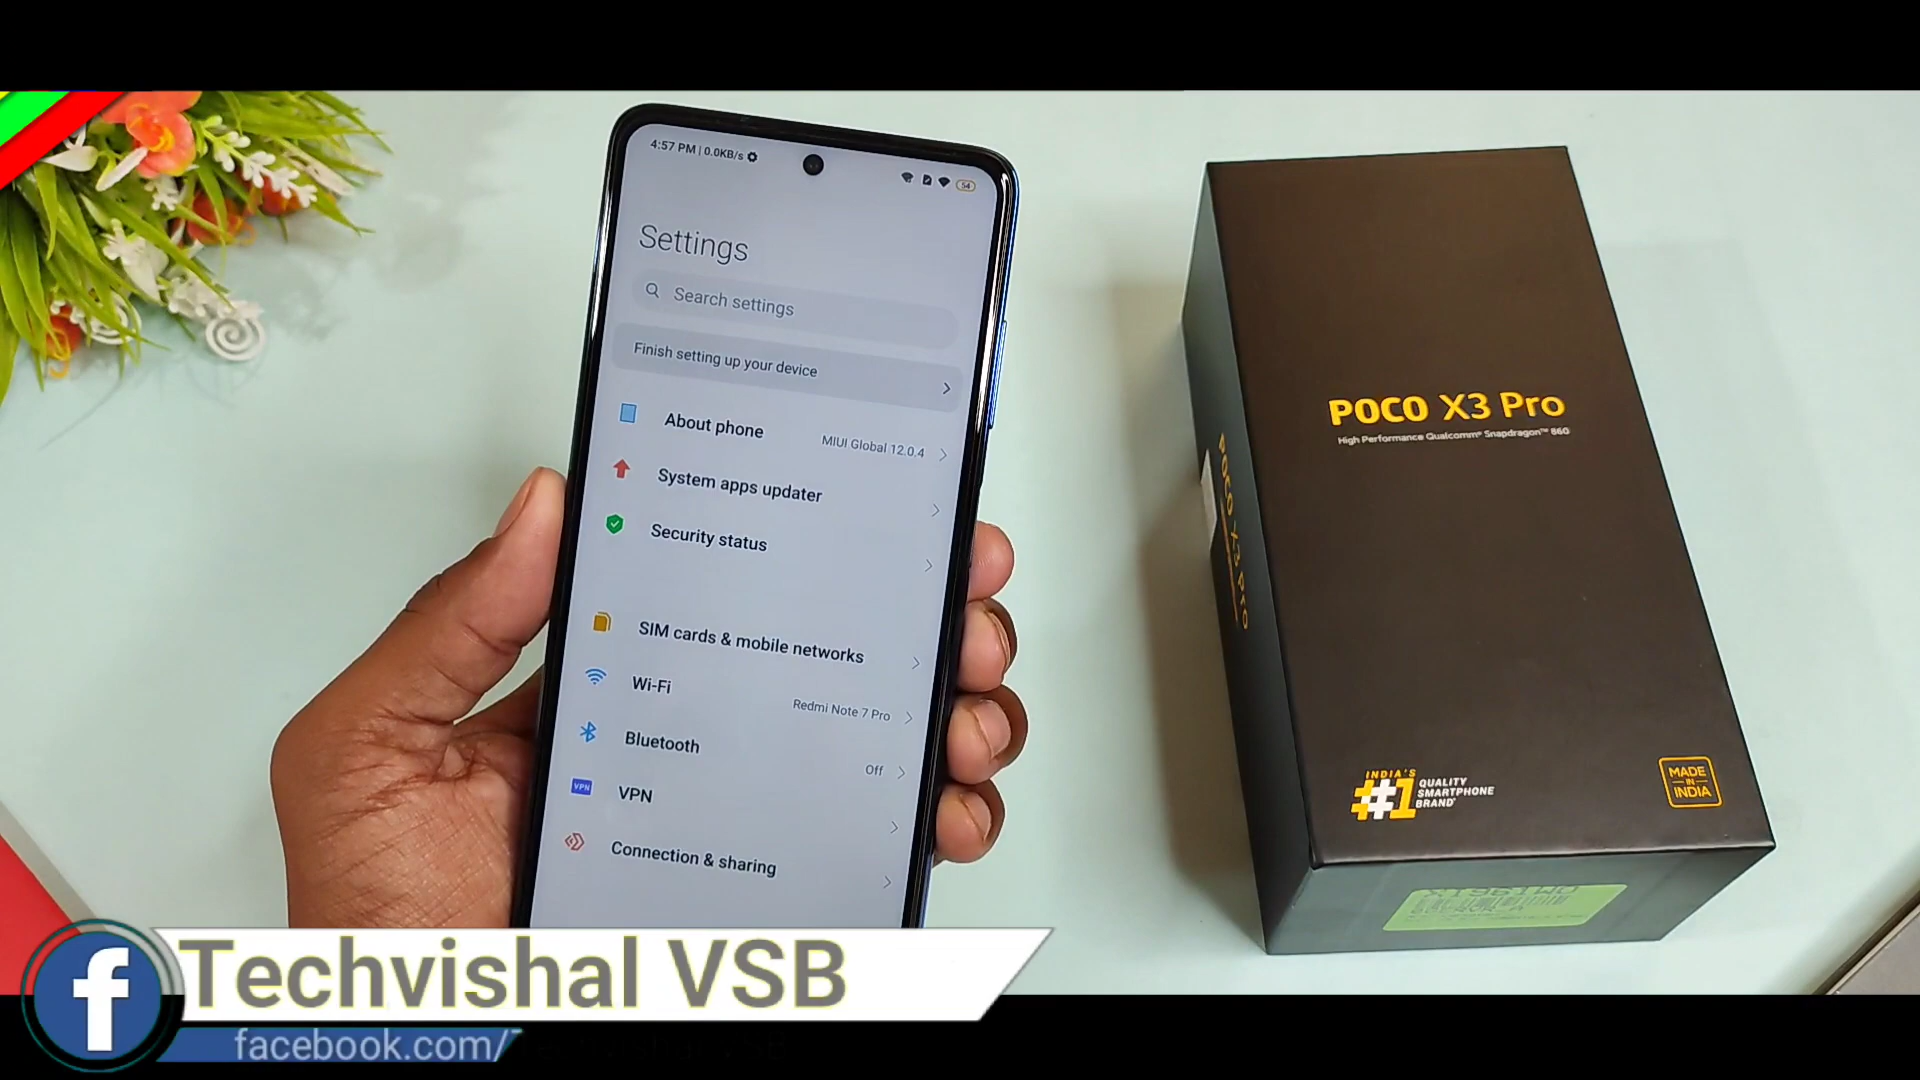 4:57 PM | 0.0KB/s
54
Settings
Search settings
Finish setting up your device
About phone
MIUI Global 12.0.4
System apps updater
Security status
SIM cards & mobile networks
Wi-Fi
Redmi Note 7 Pro
Bluetooth
Off
VPN
VPN
Connection & sharing
POCO X3 Pro
High Performance Qualcomm® Snapdragon™ 860
POCO X3 Pro
INDIA'S
#1 QUALITY
SMARTPHONE
BRAND*
MADE
IN
INDIA
Techvishal VSB
facebook.com/